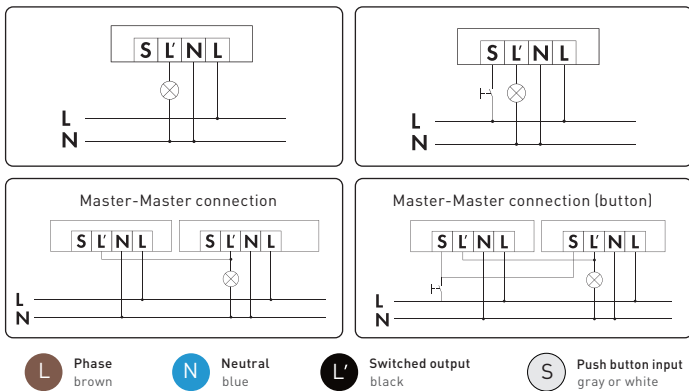 S L' N L
L
N
S L' N L
L
N
Master-Master connection
S L' N L S L' N L
L
N
Master-Master connection (button)
S L' N L S L' N L
L
N
L Phase
brown
N Neutral
blue
L' Switched output
black
S Push button input
gray or white